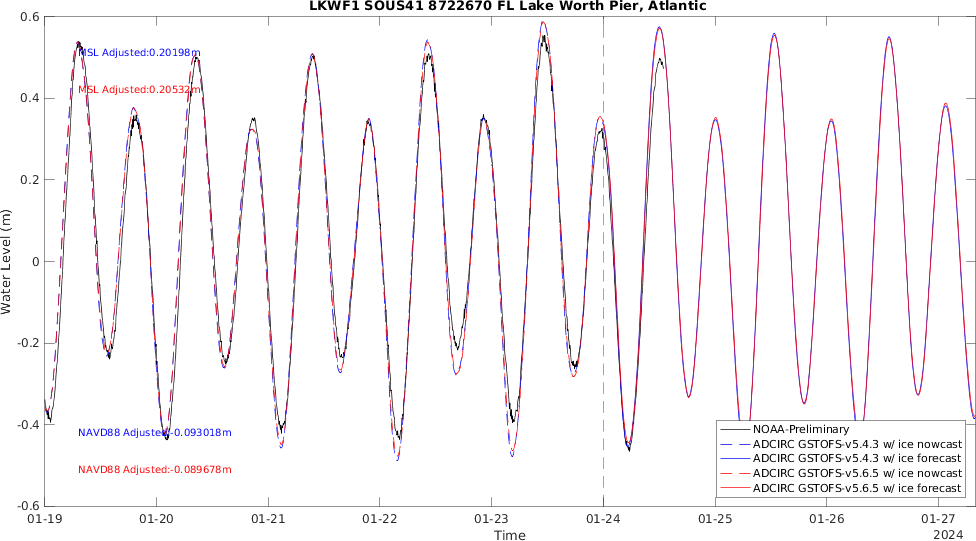 LKWF1 SOUS41 8722670 FL Lake Worth Pier, Atlantic
0.6
0.4
0.2
0
-0.2
-0.4
-0.6
Water Level (m)
MSL Adjusted:0.20198m
MSL Adjusted:0.20532m
NAVD88 Adjusted:-0.093018m
NAVD88 Adjusted:-0.089678m
NOAA-Preliminary
ADCIRC GSTOFS-v5.4.3 w/ ice nowcast
ADCIRC GSTOFS-v5.4.3 w/ ice forecast
ADCIRC GSTOFS-v5.6.5 w/ ice nowcast
ADCIRC GSTOFS-v5.6.5 w/ ice forecast
01-19 01-20 01-21 01-22 01-23 01-24 01-25 01-26 01-27
Time
2024